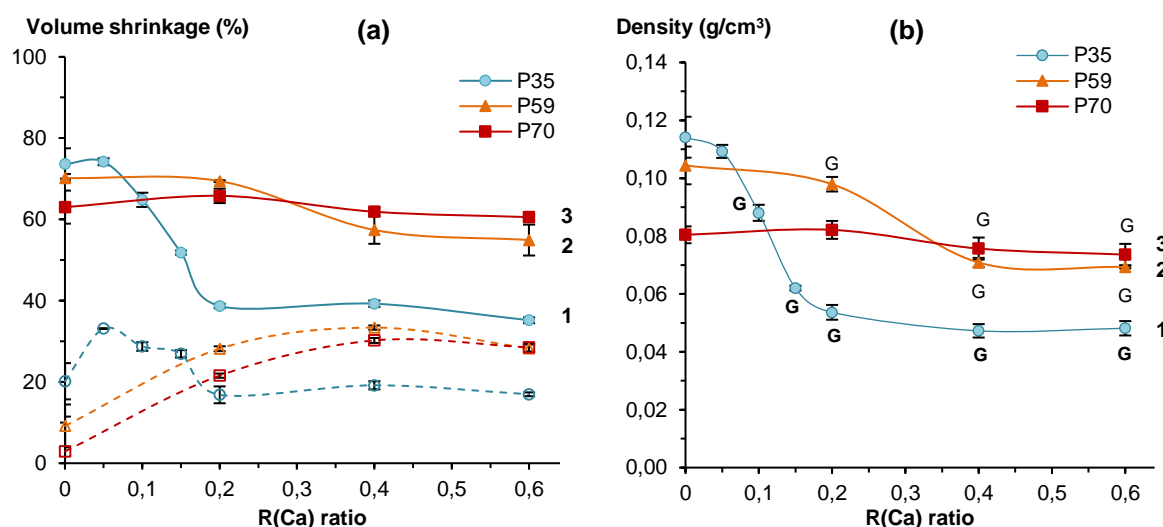 Volume shrinkage (%)
(a)
100
80
60
40
20
0
P35
P59
P70
3
2
1
0
0,1
0,2
0,3
0,4
0,5
0,6
R(Ca) ratio
Density (g/cm³)
(b)
0,14
0,12
0,10
0,08
0,06
0,04
0,02
0,00
P35
P59
P70
G
G
G
G
G
G
G
G
G
G
3
2
1
0
0,1
0,2
0,3
0,4
0,5
0,6
R(Ca) ratio